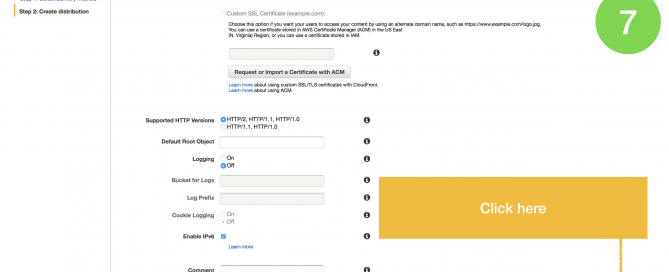 Step 2: Create distribution
Custom SSL Certificate (example.com):
Choose this option if you want your users to access your content by using an alternate domain name, such as https://www.example.com/logo.jpg.
You can use a certificate stored in AWS Certificate Manager (ACM) in the US East
(N. Virginia) Region, or you can use a certificate stored in IAM.
7
Request or Import a Certificate with ACM
Learn more about using custom SSL/TLS certificates with CloudFront.
Learn more about using ACM.
Supported HTTP Versions HTTP/2, HTTP/1.1, HTTP/1.0
HTTP/1.1, HTTP/1.0
Default Root Object
Logging On
Off
Bucket for Logs
Log Prefix
Click here
Cookie Logging On
Off
Enable IPv6
Learn more
Comment